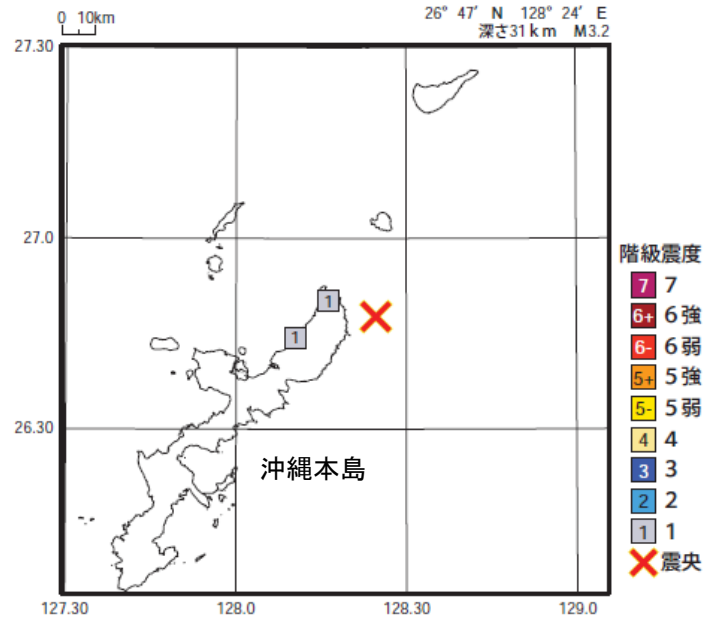 0 10km
26° 47′ N 128° 24′ E
深さ31km M3.2
27.30
27.0
26.30
127.30 128.0 128.30 129.0
1
1
沖縄本島
階級震度
7 7
6+ 6強
6- 6弱
5+ 5強
5- 5弱
4 4
3 3
2 2
1 1
震央